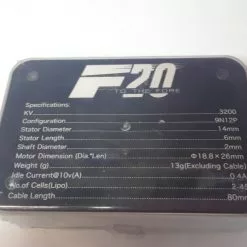 F20
TO THE FORE
Specifications:
KV 3200
Configuration 9N12P
Stator Diameter 14mm
Stator Length 6mm
Shaft Diameter 2mm
Motor Dimension (Dia.*Len) Φ18.8×26mm
Weight (g) 13g(Excluding Cable)
Idle Current@10v(A) 0.4A
No.of Cells(Lipo) 2-4S
Cable Length 80mm